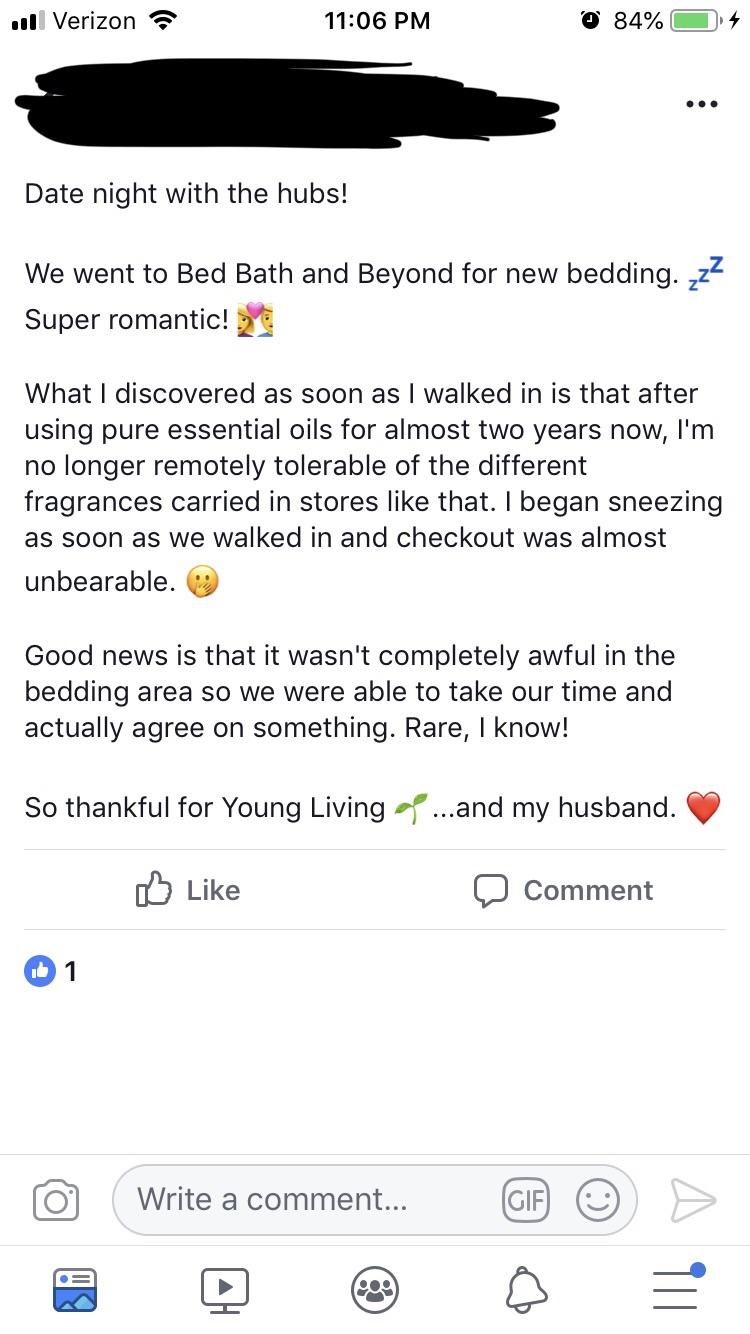 Verizon 11:06 PM 84%
Date night with the hubs!
We went to Bed Bath and Beyond for new bedding. 💤
Super romantic! 👩‍❤️‍👨
What I discovered as soon as I walked in is that after
using pure essential oils for almost two years now, I'm
no longer remotely tolerable of the different
fragrances carried in stores like that. I began sneezing
as soon as we walked in and checkout was almost
unbearable. 🤭
Good news is that it wasn't completely awful in the
bedding area so we were able to take our time and
actually agree on something. Rare, I know!
So thankful for Young Living 🌱...and my husband. ❤️
Like Comment
1
Write a comment... GIF